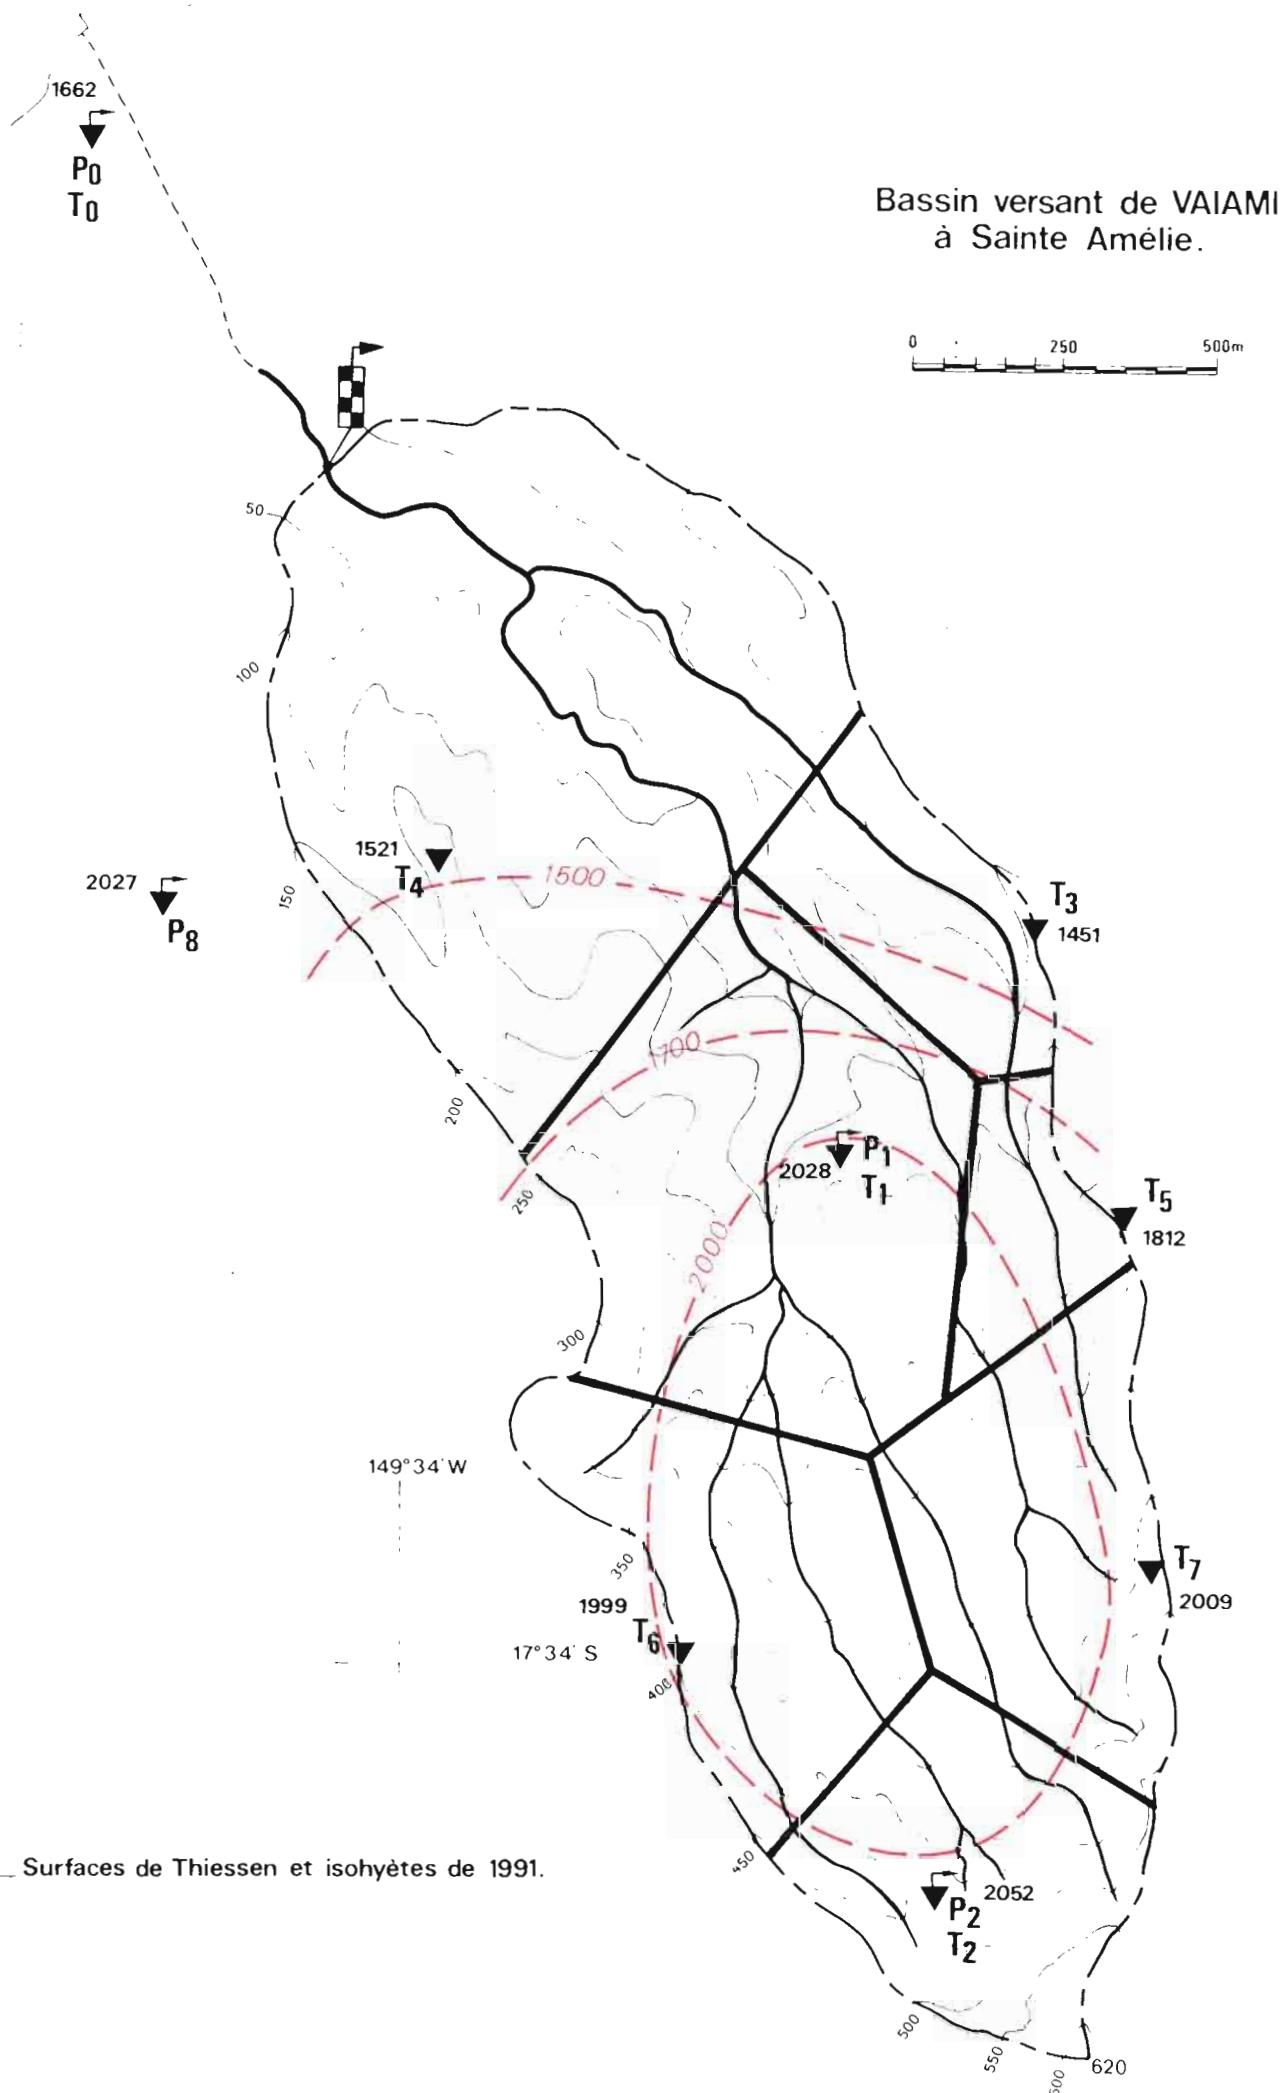 1662
P0
T0
Bassin versant de VAIAMI
à Sainte Amélie.
0 250 500m
50
100
1521
T4
1500
2027
P8
150
T3
1451
1700
200
2028
P1
T1
T5
1812
250
2000
300
149°34' W
350
T7
2009
1999
T6
17°34' S
400
450
Surfaces de Thiessen et isohyètes de 1991.
2052
P2
T2
500
550
600
620